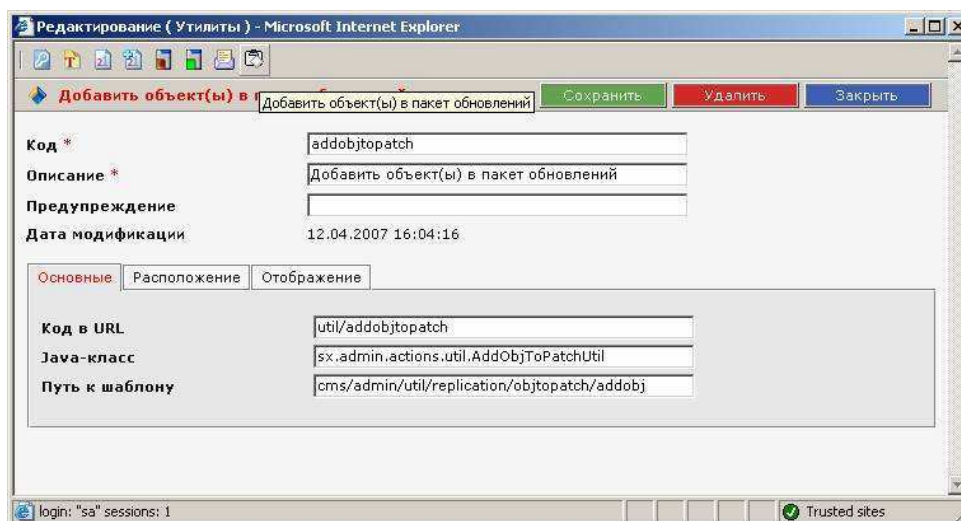 Редактирование ( Утилиты ) - Microsoft Internet Explorer
Добавить объект(ы) в п
Добавить объект(ы) в пакет обновлений
Сохранить
Удалить
Закрыть
Код *
addobjtopatch
Описание *
Добавить объект(ы) в пакет обновлений
Предупреждение
Дата модификации
12.04.2007 16:04:16
Основные
Расположение
Отображение
Код в URL
util/addobjtopatch
Java-класс
sx.admin.actions.util.AddObjToPatchUtil
Путь к шаблону
cms/admin/util/replication/objtopatch/addobj
login: "sa" sessions: 1
Trusted sites